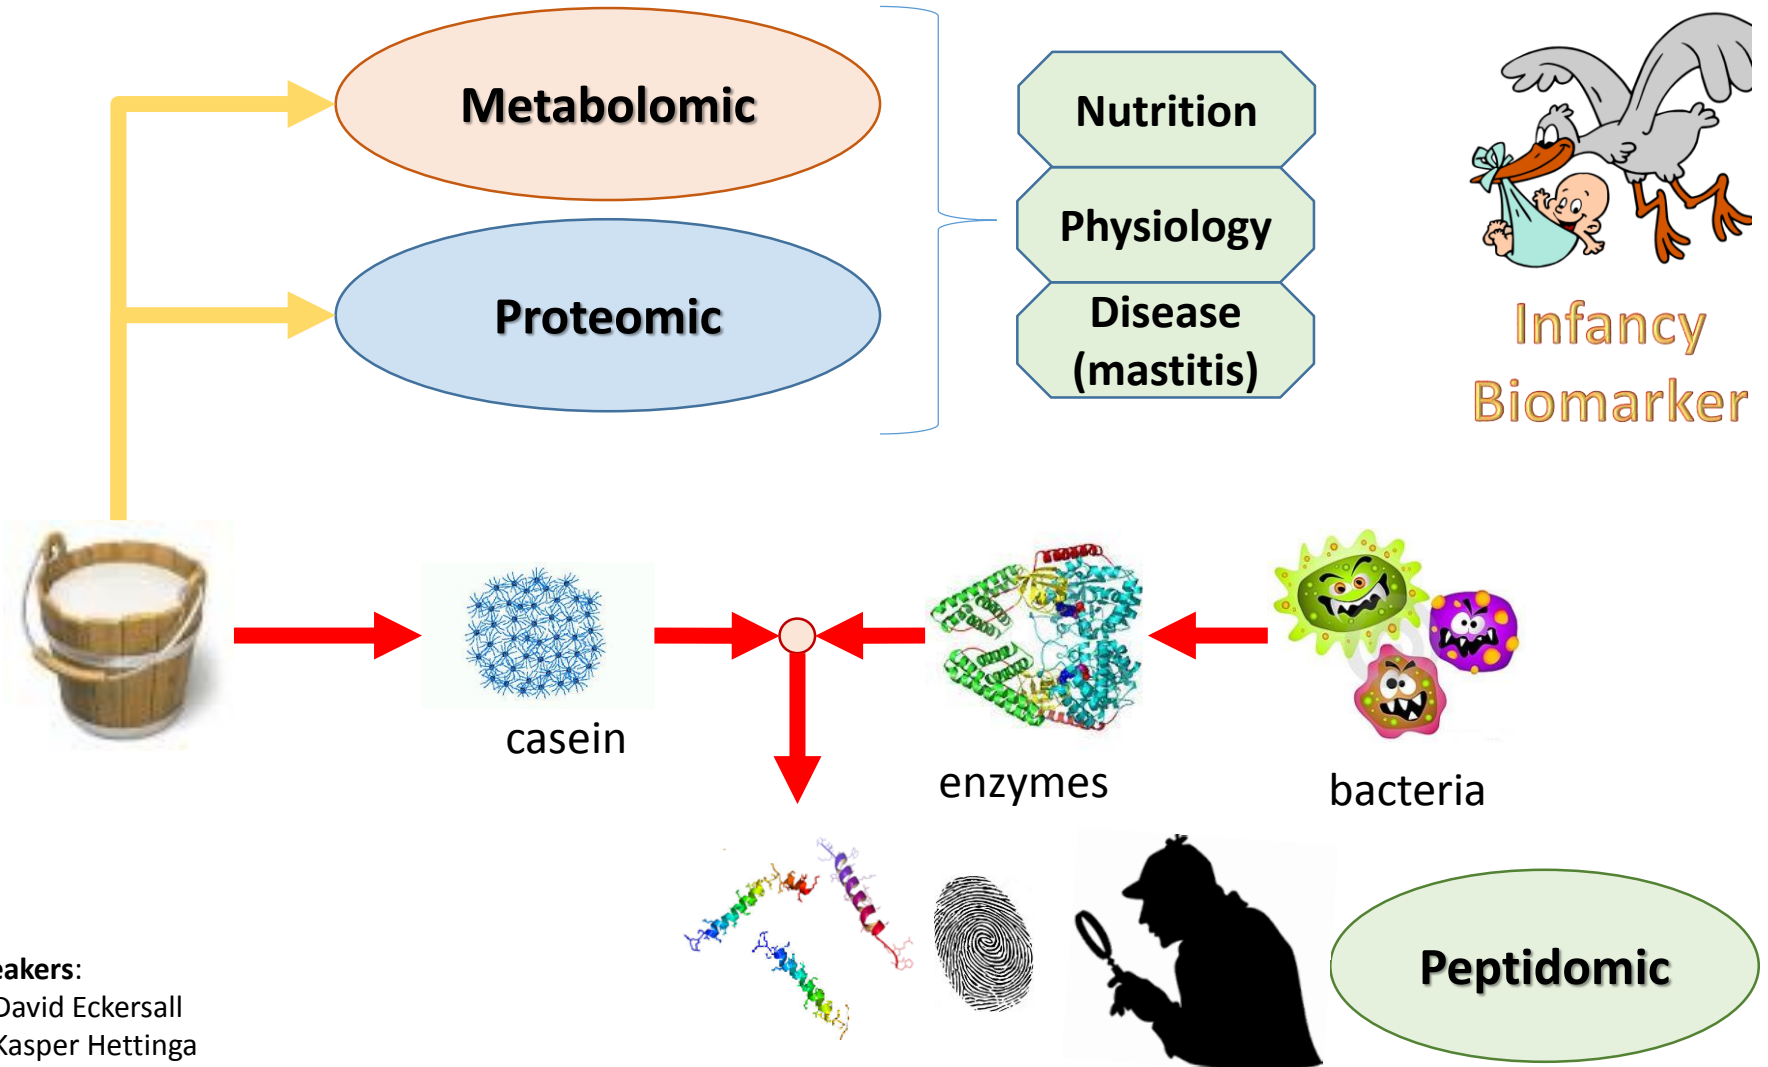 Metabolomic
Proteomic
Nutrition
Physiology
Disease
(mastitis)
Infancy
Biomarker
casein
enzymes
bacteria
Peptidomic
eakers:
David Eckersall
Kasper Hettinga